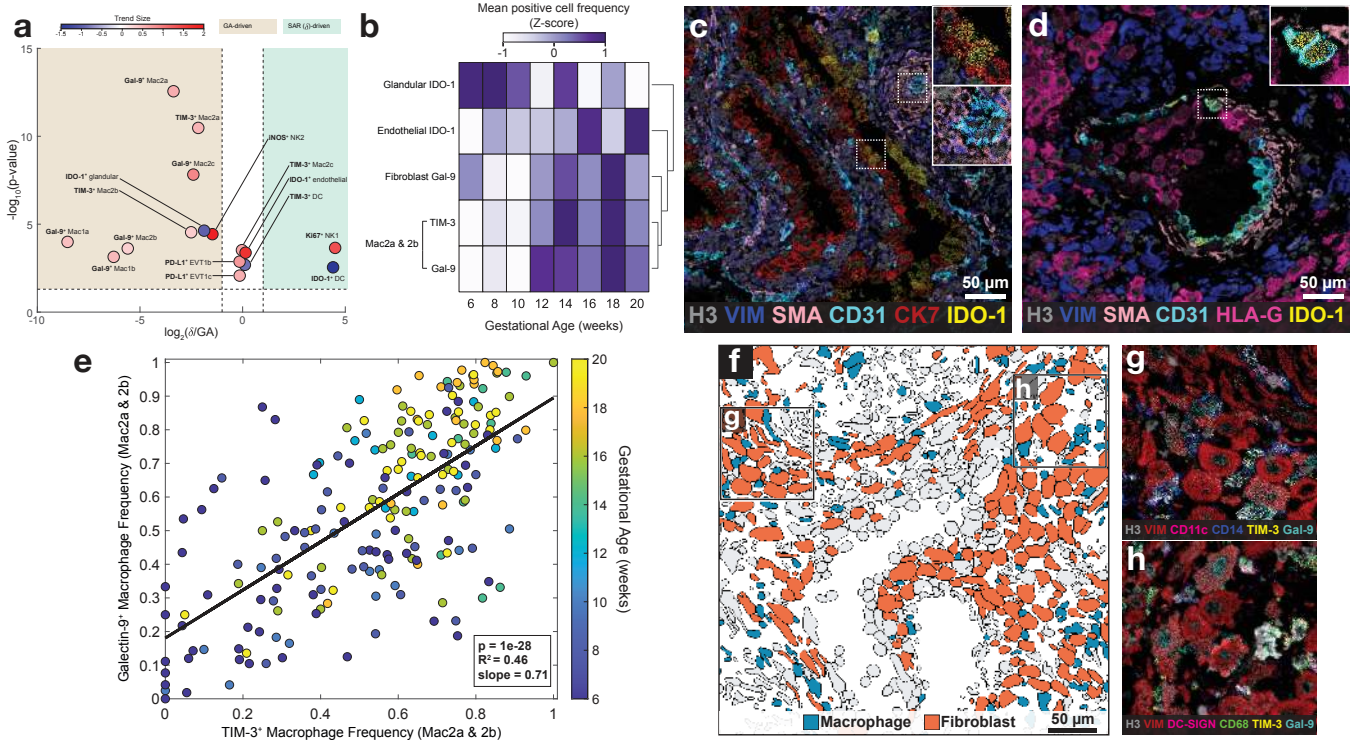 a
Trend Size
-1.5 -1 -0.5 0 0.5 1 1.5 2
GA-driven
SAR (δ)-driven
15
10
5
0
-log10(p-value)
-10 -5 0 5
log2(δ/GA)
Gal-9+ Mac2a
TIM-3+ Mac2a
iNOS+ NK2
Gal-9+ Mac2c
TIM-3+ Mac2c
IDO-1+ glandular
IDO-1+ endothelial
TIM-3+ Mac2b
TIM-3+ DC
Gal-9+ Mac1a
Gal-9+ Mac2b
Ki67+ NK1
Gal-9+ Mac1b
PD-L1+ EVT1b
PD-L1+ EVT1c
IDO-1+ DC
b
Mean positive cell frequency
(Z-score)
-1 0 1
Glandular IDO-1
Endothelial IDO-1
Fibroblast Gal-9
TIM-3
Mac2a & 2b
Gal-9
6 8 10 12 14 16 18 20
Gestational Age (weeks)
c
50 μm
H3 VIM SMA CD31 CK7 IDO-1
d
50 μm
H3 VIM SMA CD31 HLA-G IDO-1
e
Galectin-9+ Macrophage Frequency (Mac2a & 2b)
1
0.9
0.8
0.7
0.6
0.5
0.4
0.3
0.2
0.1
0
0 0.2 0.4 0.6 0.8 1
TIM-3+ Macrophage Frequency (Mac2a & 2b)
p = 1e-28
R² = 0.46
slope = 0.71
20
18
16
14
12
10
8
6
Gestational Age (weeks)
f
g
h
Macrophage
Fibroblast
50 μm
g
H3 VIM CD11c CD14 TIM-3 Gal-9
h
H3 VIM DC-SIGN CD68 TIM-3 Gal-9